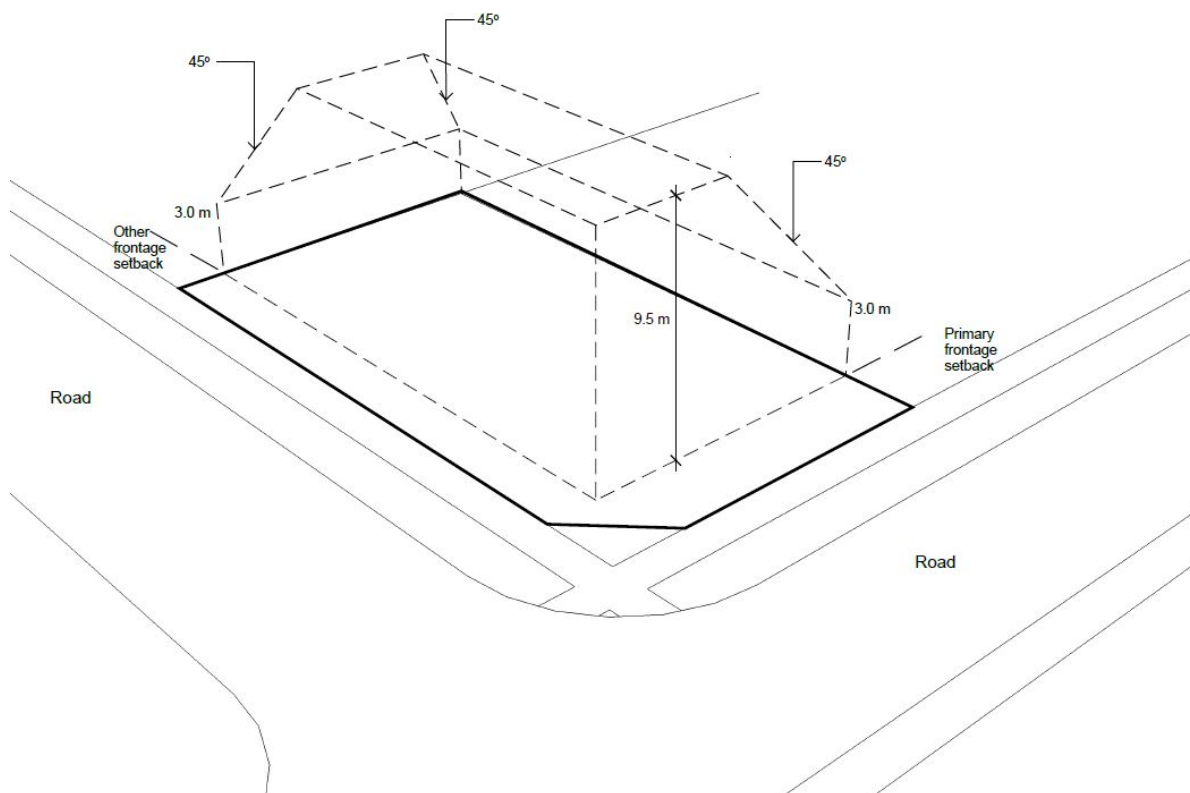 45º
45º
45º
3.0 m
Other
frontage
setback
3.0 m
9.5 m
Primary
frontage
setback
Road
Road